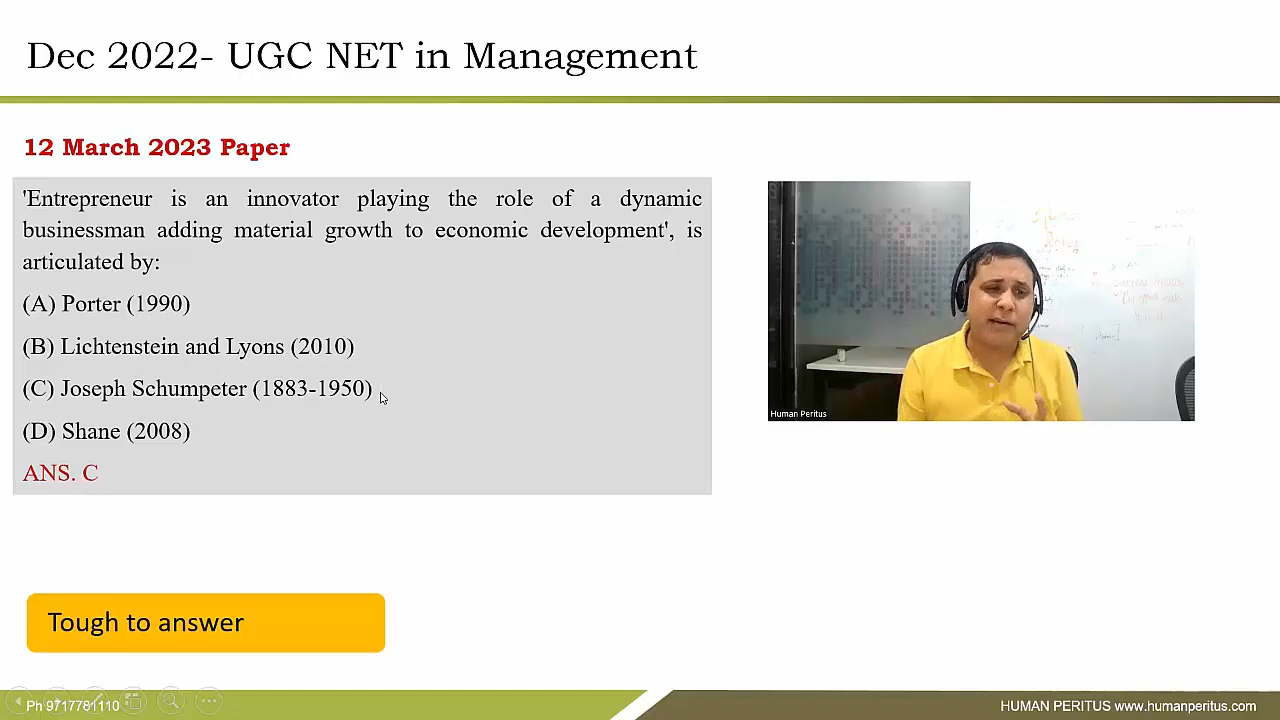 Dec 2022- UGC NET in Management
12 March 2023 Paper
'Entrepreneur is an innovator playing the role of a dynamic
businessman adding material growth to economic development', is
articulated by:
(A) Porter (1990)
(B) Lichtenstein and Lyons (2010)
(C) Joseph Schumpeter (1883-1950)
(D) Shane (2008)
ANS. C
Human Peritus
Tough to answer
Ph 9717781110
HUMAN PERITUS www.humanperitus.com